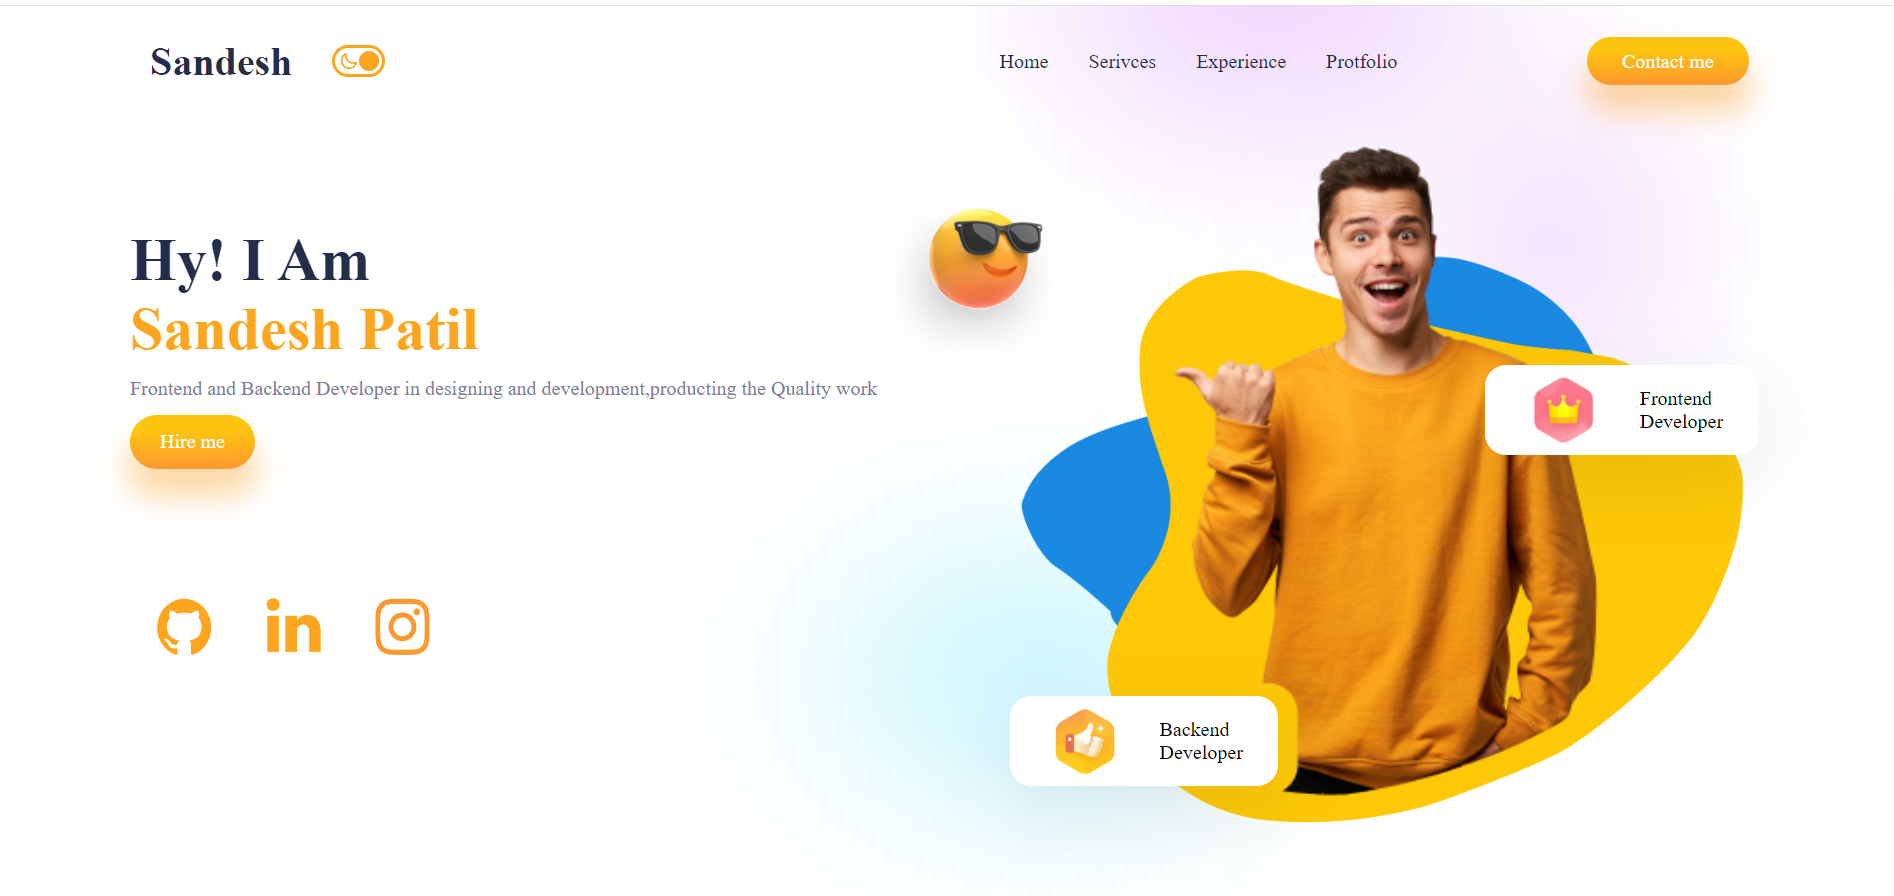 Sandesh
Home Serivces Experience Protfolio
Contact me
Hy! I Am
Sandesh Patil
Frontend and Backend Developer in designing and development,producting the Quality work
Hire me
in
Frontend
Developer
Backend
Developer